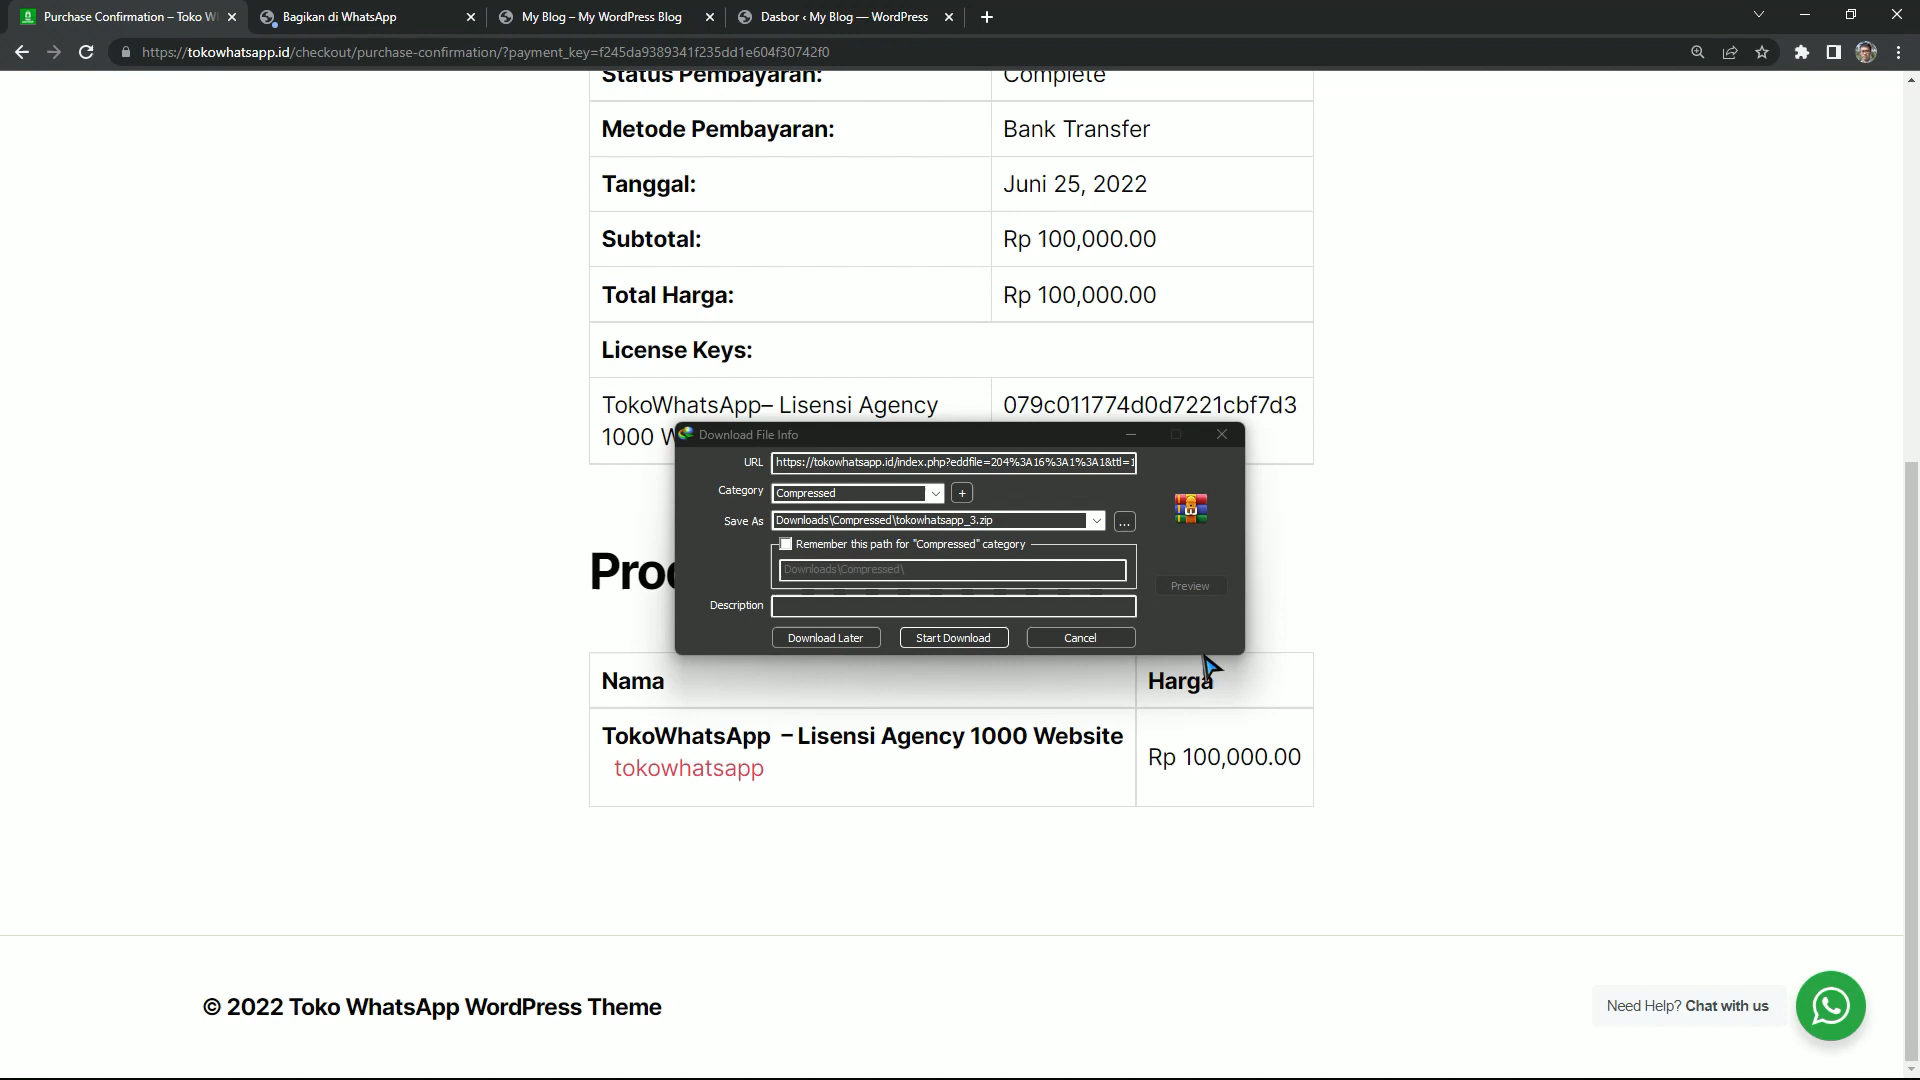 Purchase Confirmation – Toko W
Bagikan di WhatsApp
My Blog – My WordPress Blog
Dasbor ‹ My Blog — WordPress
https://tokowhatsapp.id/checkout/purchase-confirmation/?payment_key=f245da9389341f235dd1e604f30742f0
Status Pembayaran: Complete
Metode Pembayaran: Bank Transfer
Tanggal: Juni 25, 2022
Subtotal: Rp 100,000.00
Total Harga: Rp 100,000.00
License Keys:
TokoWhatsApp– Lisensi Agency 079c011774d0d7221cbf7d3
1000 W
Download File Info
URL https://tokowhatsapp.id/index.php?eddfile=204%3A16%3A1%3A1&ttl=1
Category Compressed +
Save As Downloads\Compressed\tokowhatsapp_3.zip ...
Remember this path for "Compressed" category
Downloads\Compressed\
Preview
Description
Download Later Start Download Cancel
Prod
Nama Harga
TokoWhatsApp – Lisensi Agency 1000 Website
tokowhatsapp
Rp 100,000.00
© 2022 Toko WhatsApp WordPress Theme
Need Help? Chat with us